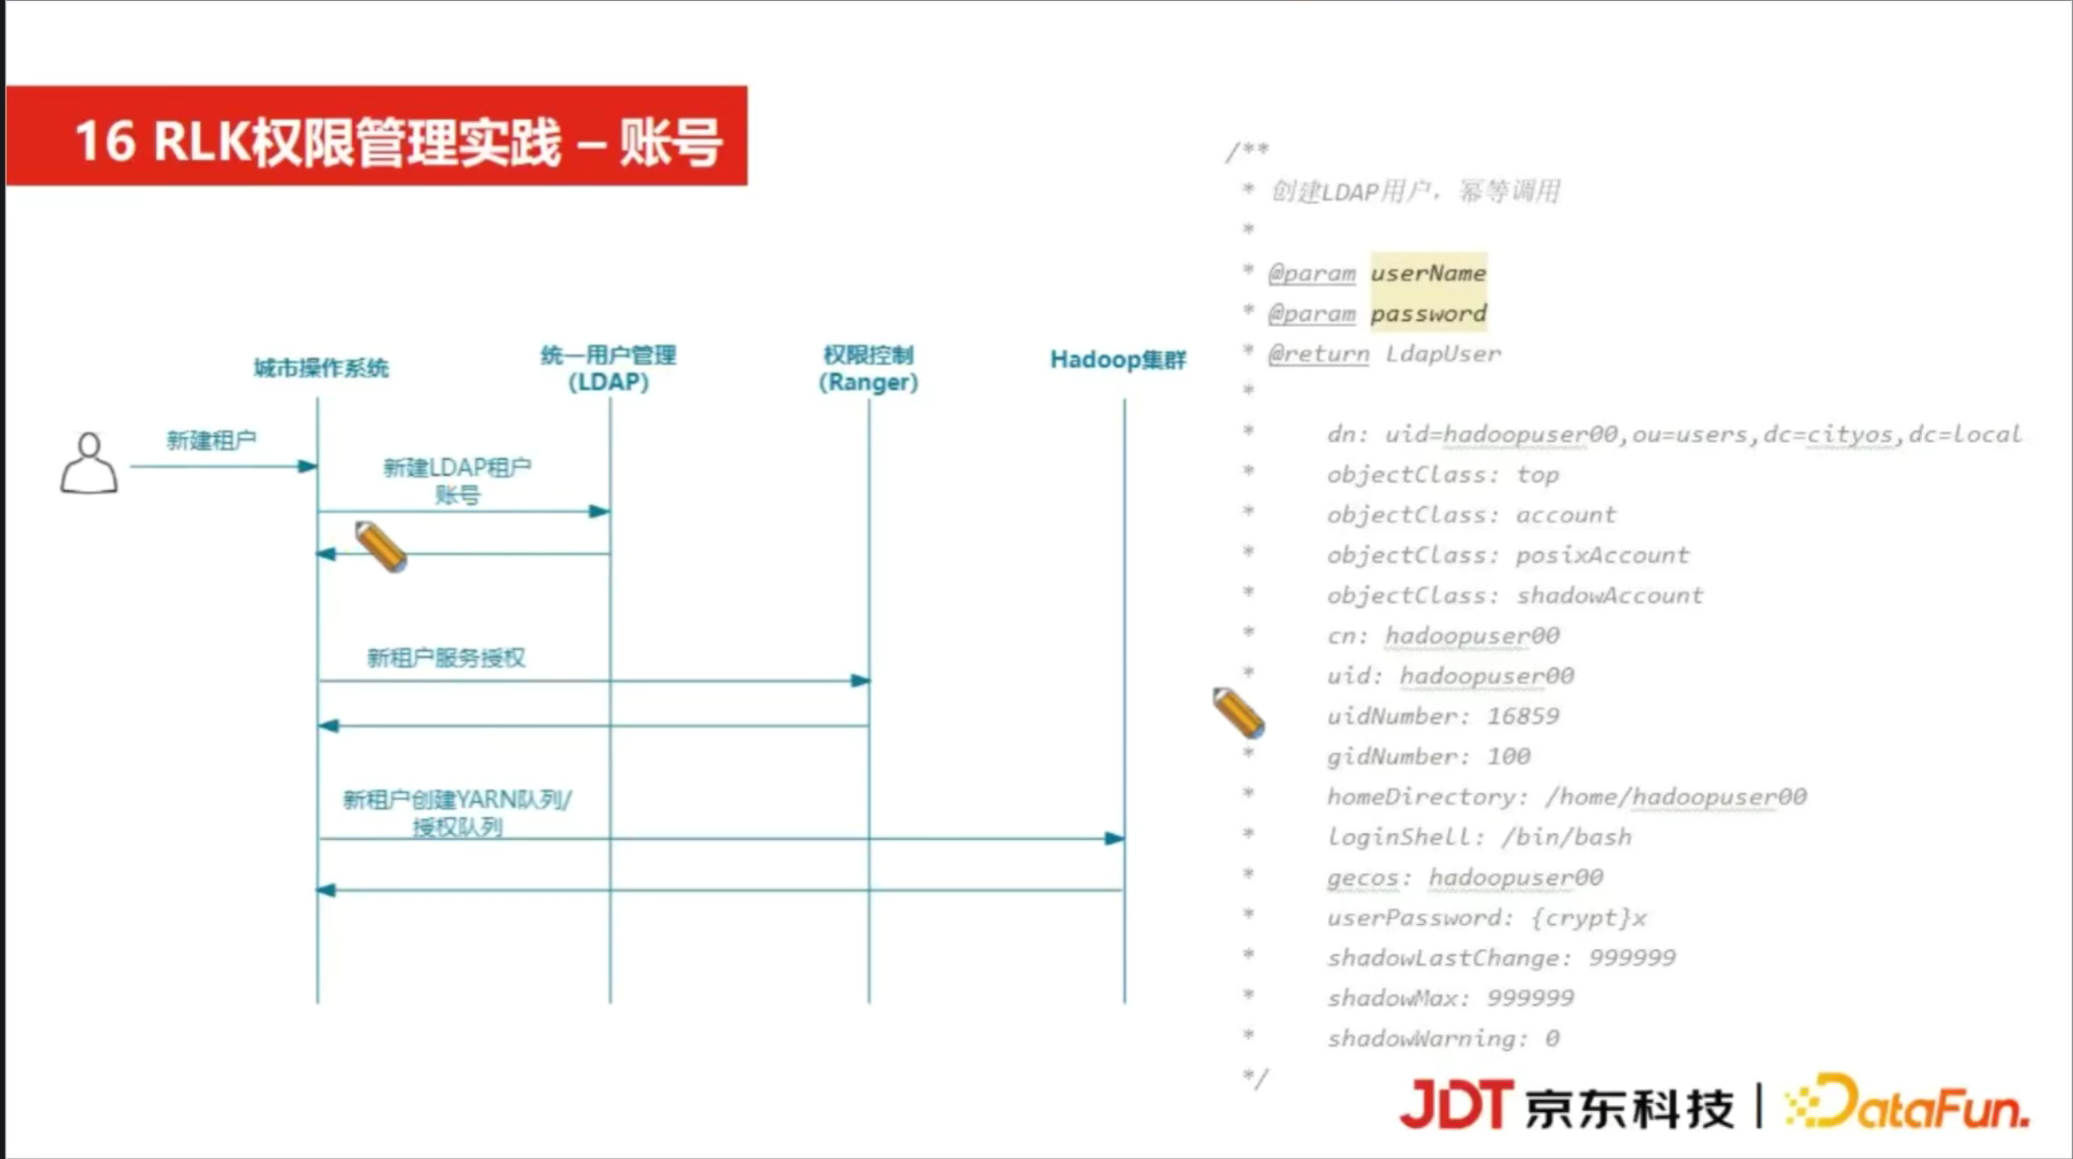 16 RLK权限管理实践 – 账号
城市操作系统
统一用户管理
(LDAP)
权限控制
(Ranger)
Hadoop集群
新建租户
新建LDAP租户
账号
新租户服务授权
新租户创建YARN队列/
授权队列
/**
* 创建LDAP用户，幂等调用
*
* @param userName
* @param password
* @return LdapUser
*
* dn: uid=hadoopuser00,ou=users,dc=cityos,dc=local
* objectClass: top
* objectClass: account
* objectClass: posixAccount
* objectClass: shadowAccount
* cn: hadoopuser00
* uid: hadoopuser00
uidNumber: 16859
* gidNumber: 100
* homeDirectory: /home/hadoopuser00
* loginShell: /bin/bash
* gecos: hadoopuser00
* userPassword: {crypt}x
* shadowLastChange: 999999
* shadowMax: 999999
* shadowWarning: 0
*/
JDT 京东科技 | DataFun.